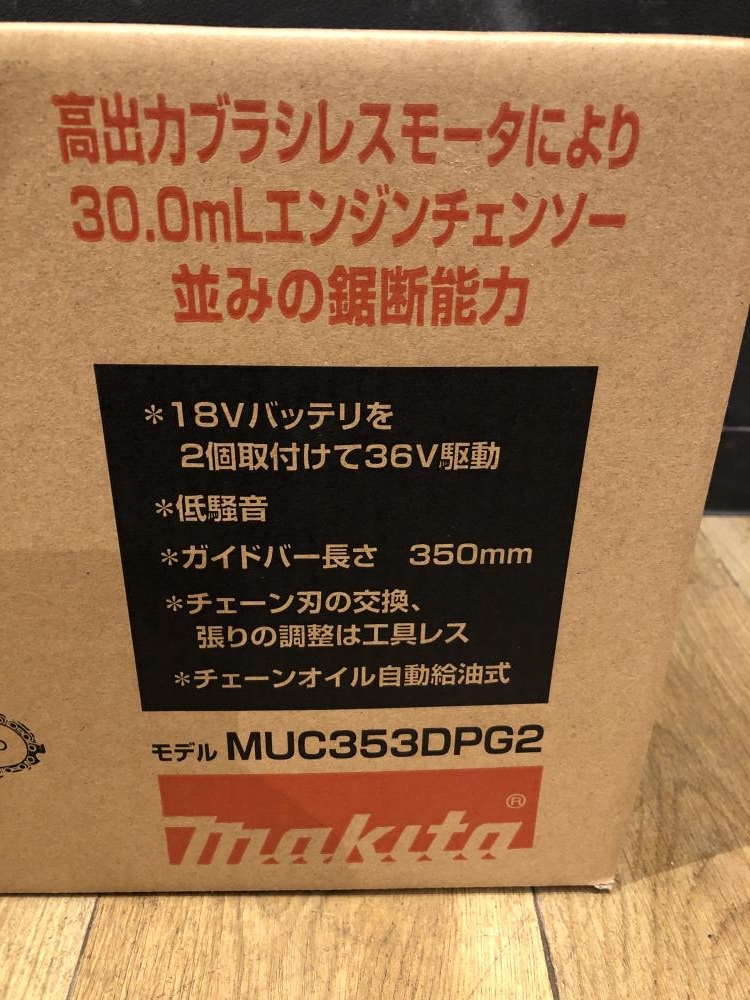 高出力ブラシレスモータにより
30.0mLエンジンチェンソー
並みの鋸断能力
*18Vバッテリを
2個取付けて36V駆動
*低騒音
*ガイドバー長さ 350mm
*チェーン刃の交換、
張りの調整は工具レス
*チェーンオイル自動給油式
モデル MUC353DPG2
makita®